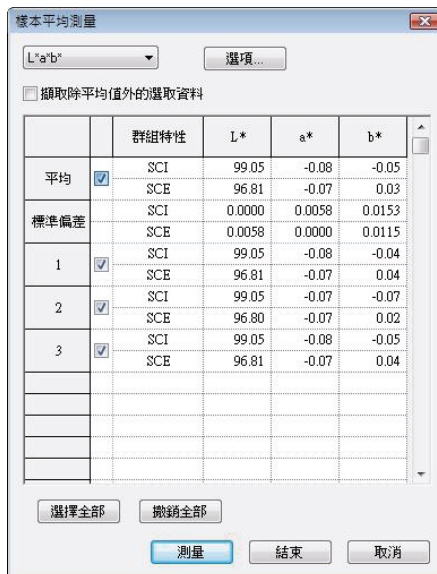 樣本平均測量
L*a*b* 選項...
擷取除平均值外的選取資料
群組特性 L* a* b*
平均 SCI 99.05 -0.08 -0.05
SCE 96.81 -0.07 0.03
標準偏差 SCI 0.0000 0.0058 0.0153
SCE 0.0058 0.0000 0.0115
1 SCI 99.05 -0.08 -0.04
SCE 96.81 -0.07 0.04
2 SCI 99.05 -0.07 -0.07
SCE 96.80 -0.07 0.02
3 SCI 99.05 -0.08 -0.05
SCE 96.81 -0.07 0.04
選擇全部 撤銷全部
測量 結束 取消